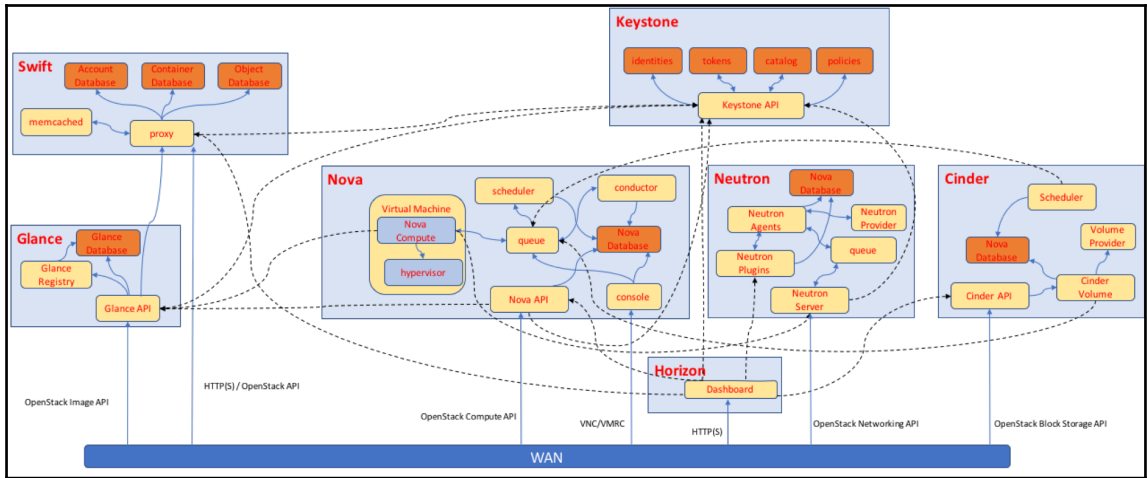 Keystone
identities
tokens
catalog
policies
Keystone API
Swift
Account
Database
Container
Database
Object
Database
memcached
proxy
Nova
scheduler
conductor
Virtual Machine
Nova
Compute
hypervisor
queue
Nova
Database
Nova API
console
Neutron
Nova
Database
Neutron
Agents
Neutron
Provider
queue
Neutron
Plugins
Neutron
Server
Cinder
Scheduler
Nova
Database
Volume
Provider
Cinder API
Cinder
Volume
Glance
Glance
Database
Glance
Registry
Glance API
Horizon
Dashboard
OpenStack Image API
HTTP(S) / OpenStack API
OpenStack Compute API
VNC/VMRC
HTTP(S)
OpenStack Networking API
OpenStack Block Storage API
WAN